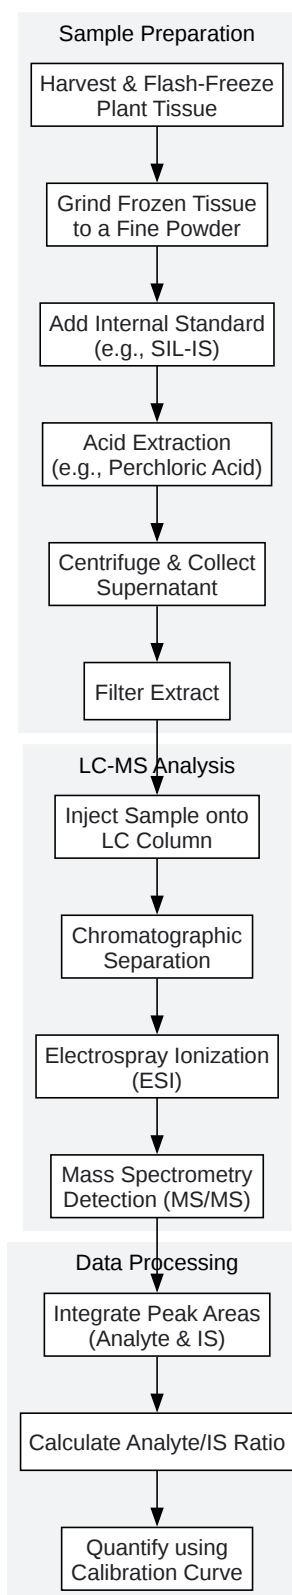 Sample Preparation
Harvest & Flash-Freeze
Plant Tissue
Grind Frozen Tissue
to a Fine Powder
Add Internal Standard
(e.g., SIL-IS)
Acid Extraction
(e.g., Perchloric Acid)
Centrifuge & Collect
Supernatant
Filter Extract
LC-MS Analysis
Inject Sample onto
LC Column
Chromatographic
Separation
Electrospray Ionization
(ESI)
Mass Spectrometry
Detection (MS/MS)
Data Processing
Integrate Peak Areas
(Analyte & IS)
Calculate Analyte/IS Ratio
Quantify using
Calibration Curve